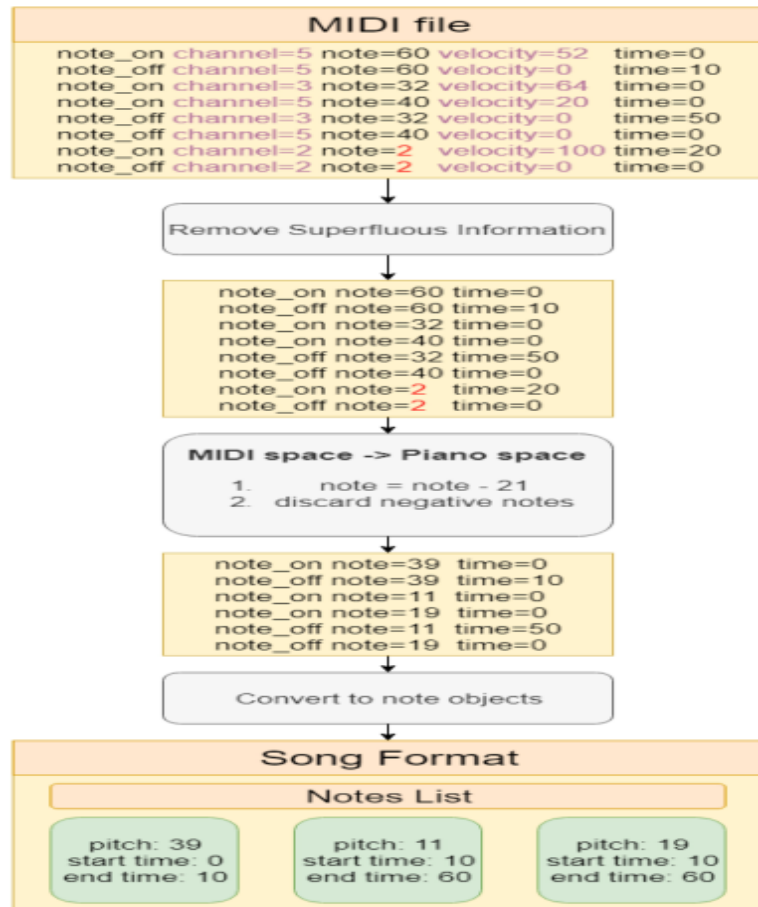 MIDI file
note_on channel=5 note=60 velocity=52 time=0
note_off channel=5 note=60 velocity=0 time=10
note_on channel=3 note=32 velocity=64 time=0
note_on channel=5 note=40 velocity=20 time=0
note_off channel=3 note=32 velocity=0 time=50
note_off channel=5 note=40 velocity=0 time=0
note_on channel=2 note=2 velocity=100 time=20
note_off channel=2 note=2 velocity=0 time=0
Remove Superfluous Information
note_on note=60 time=0
note_off note=60 time=10
note_on note=32 time=0
note_on note=40 time=0
note_off note=32 time=50
note_off note=40 time=0
note_on note=2 time=20
note_off note=2 time=0
MIDI space -> Piano space
1. note = note - 21
2. discard negative notes
note_on note=39 time=0
note_off note=39 time=10
note_on note=11 time=0
note_on note=19 time=0
note_off note=11 time=50
note_off note=19 time=0
Convert to note objects
Song Format
Notes List
pitch: 39
start time: 0
end time: 10
pitch: 11
start time: 10
end time: 60
pitch: 19
start time: 10
end time: 60